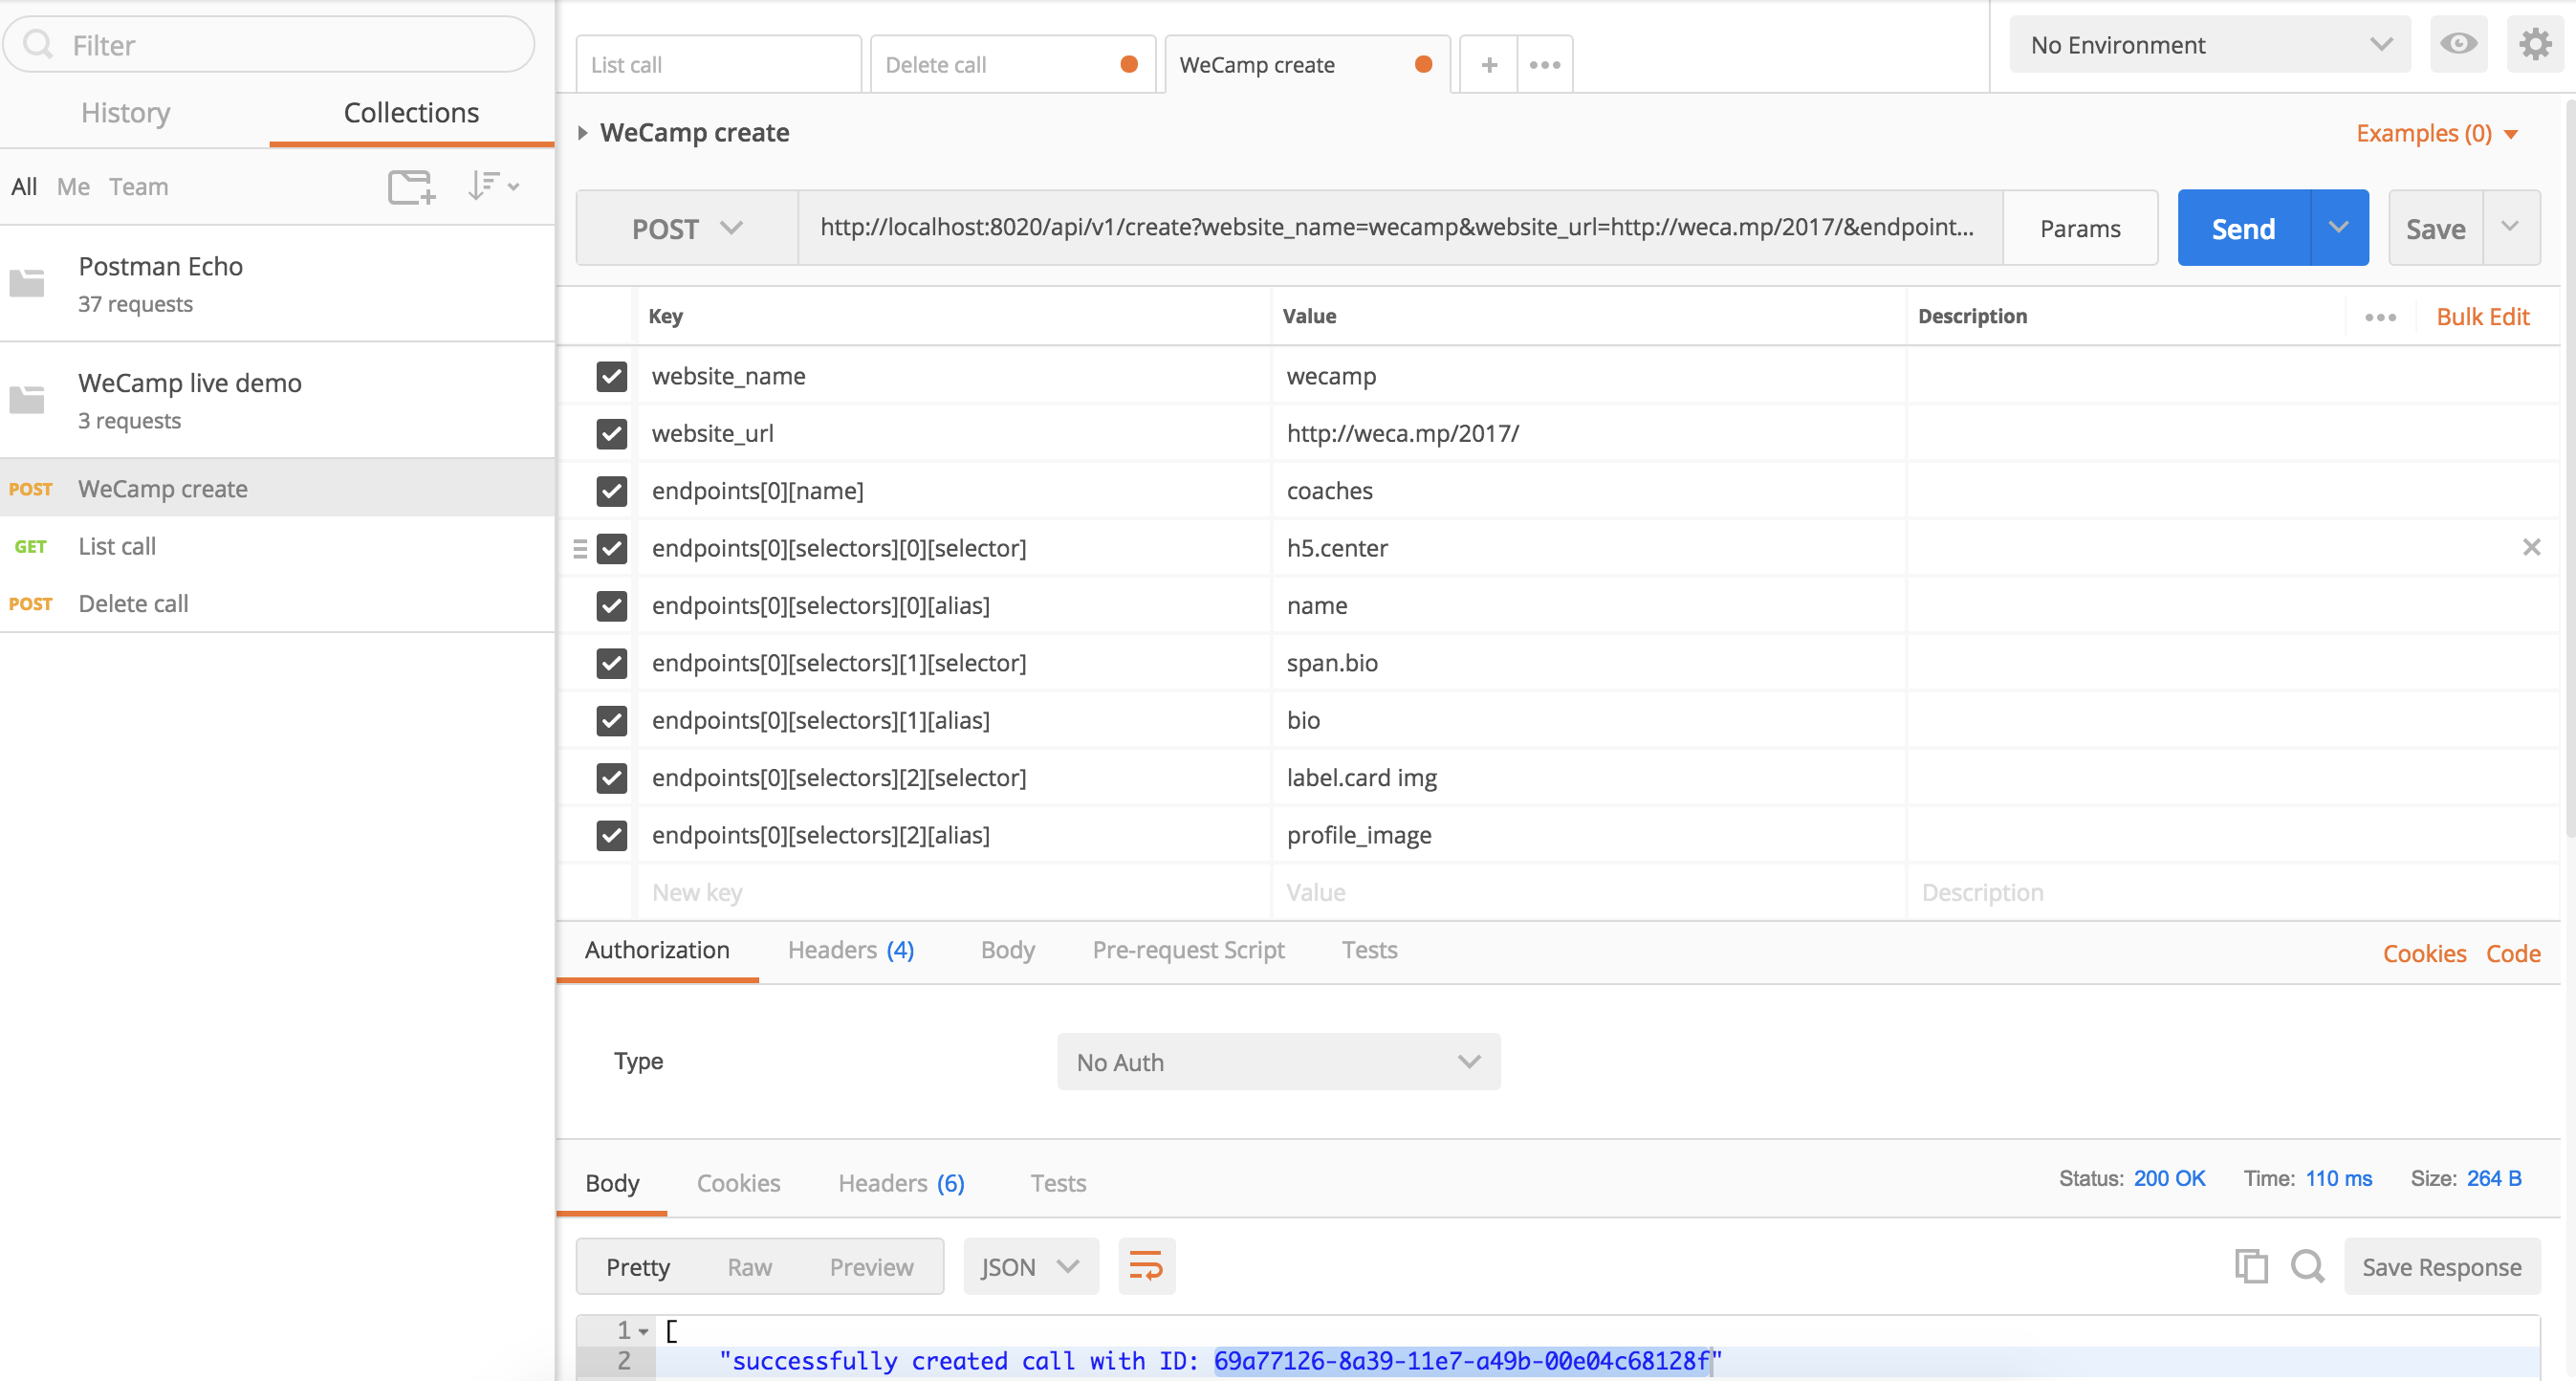 Filter
History
Collections
All Me Team
Postman Echo
37 requests
WeCamp live demo
3 requests
POST WeCamp create
GET List call
POST Delete call
List call
Delete call
WeCamp create
No Environment
WeCamp create
Examples (0)
POST
http://localhost:8020/api/v1/create?website_name=wecamp&website_url=http://weca.mp/2017/&endpoint...
Params
Send
Save
Key Value Description Bulk Edit
website_name wecamp
website_url http://weca.mp/2017/
endpoints[0][name] coaches
endpoints[0][selectors][0][selector] h5.center
endpoints[0][selectors][0][alias] name
endpoints[0][selectors][1][selector] span.bio
endpoints[0][selectors][1][alias] bio
endpoints[0][selectors][2][selector] label.card img
endpoints[0][selectors][2][alias] profile_image
New key Value Description
Authorization Headers (4) Body Pre-request Script Tests Cookies Code
Type No Auth
Body Cookies Headers (6) Tests Status: 200 OK Time: 110 ms Size: 264 B
Pretty Raw Preview JSON Save Response
1 [
2 "successfully created call with ID: 69a77126-8a39-11e7-a49b-00e04c68128f"